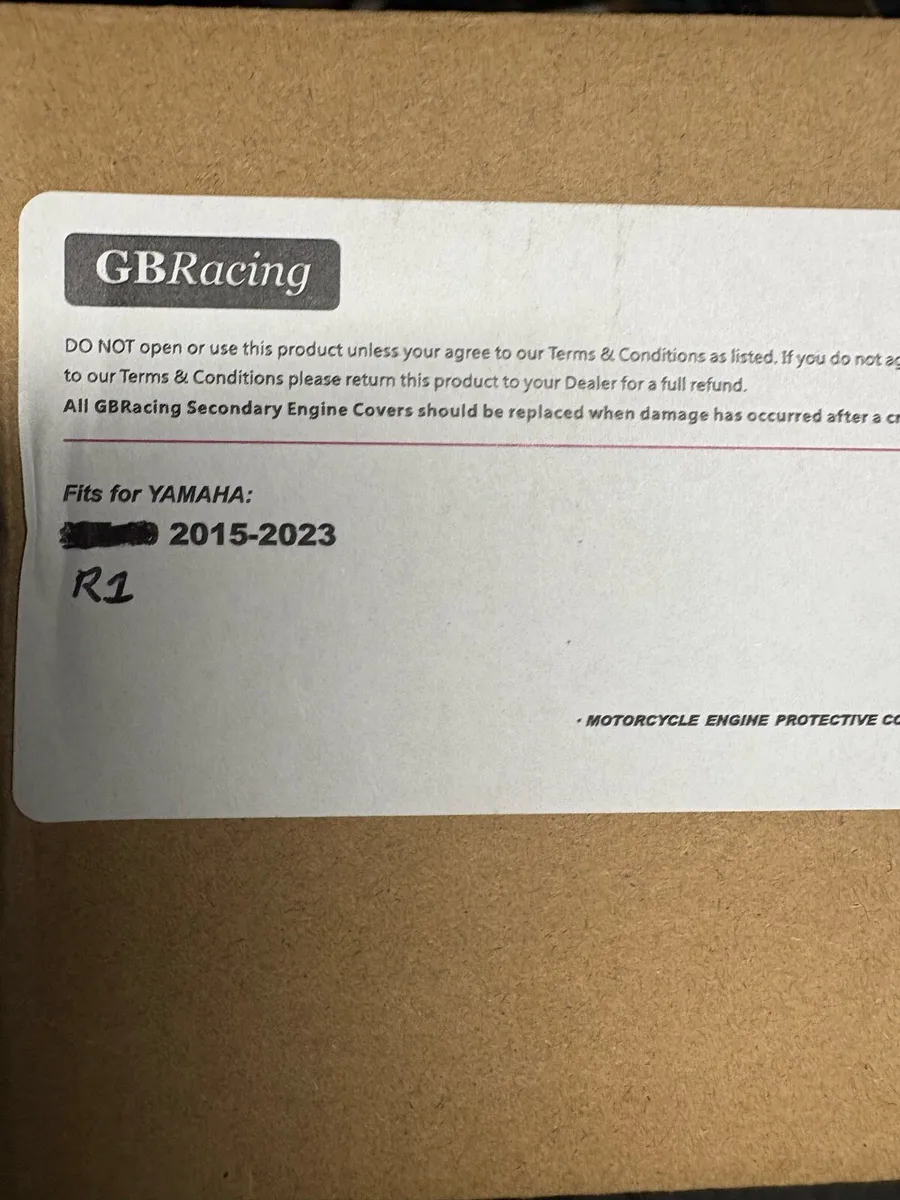 GBRacing
DO NOT open or use this product unless your agree to our Terms & Conditions as listed. If you do not
to our Terms & Conditions please return this product to your Dealer for a full refund.
All GBRacing Secondary Engine Covers should be replaced when damage has occurred after a
Fits for YAMAHA:
2015-2023
R1
• MOTORCYCLE ENGINE PROTECTIVE